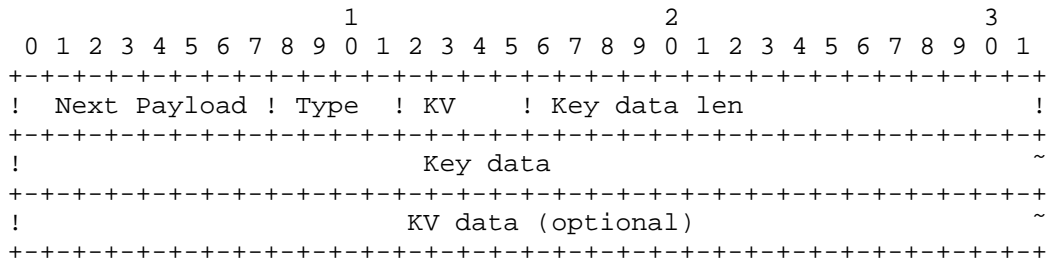 1                   2                   3
 0 1 2 3 4 5 6 7 8 9 0 1 2 3 4 5 6 7 8 9 0 1 2 3 4 5 6 7 8 9 0 1
+-+-+-+-+-+-+-+-+-+-+-+-+-+-+-+-+-+-+-+-+-+-+-+-+-+-+-+-+-+-+-+-+
!  Next Payload ! Type  ! KV    ! Key data len                  !
+-+-+-+-+-+-+-+-+-+-+-+-+-+-+-+-+-+-+-+-+-+-+-+-+-+-+-+-+-+-+-+-+
!                         Key data                              ~
+-+-+-+-+-+-+-+-+-+-+-+-+-+-+-+-+-+-+-+-+-+-+-+-+-+-+-+-+-+-+-+-+
!                        KV data (optional)                     ~
+-+-+-+-+-+-+-+-+-+-+-+-+-+-+-+-+-+-+-+-+-+-+-+-+-+-+-+-+-+-+-+-+